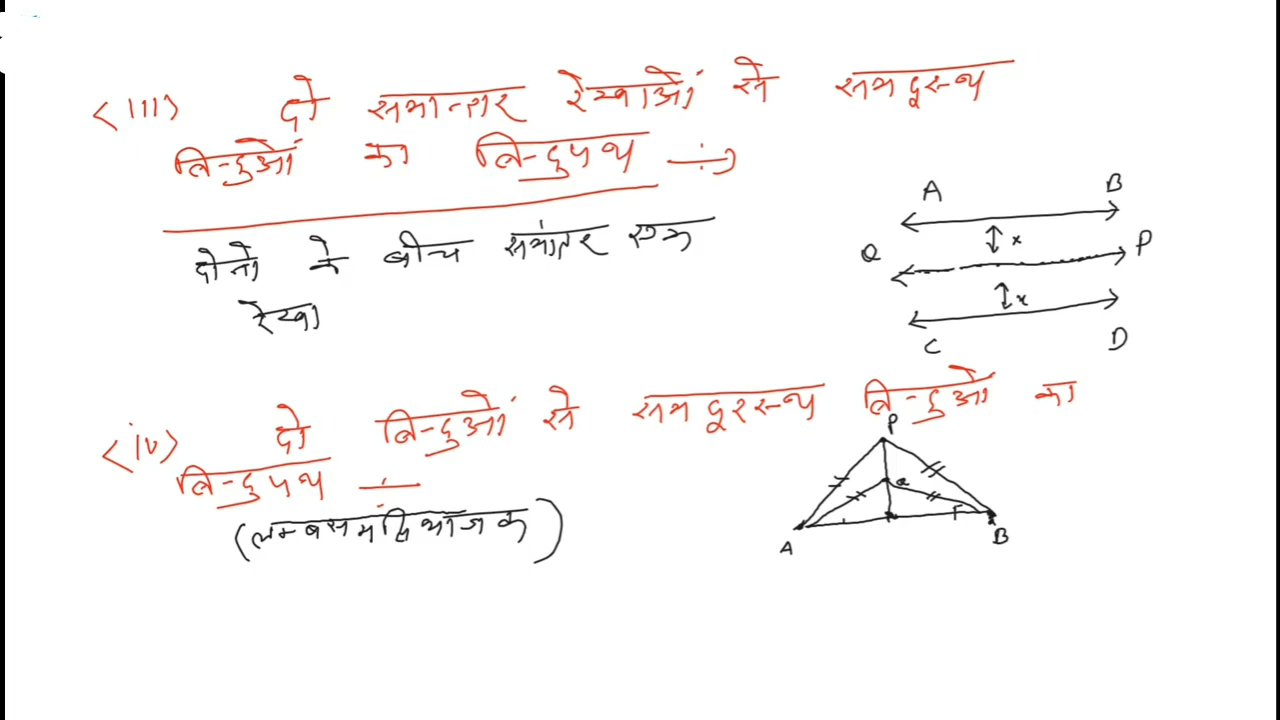 (iii) दो समान्तर रेखाओं से समदूरस्थ
बिन्दुओं का बिन्दुपथ :-
दोनो के बीच समांतर एक
रेखा
A B
x
Q P
x
C D
(iv) दो बिन्दुओं से समदूरस्थ बिन्दुओं का
बिन्दुपथ :-
(लम्बसमद्विभाजक)
P
Q
A B